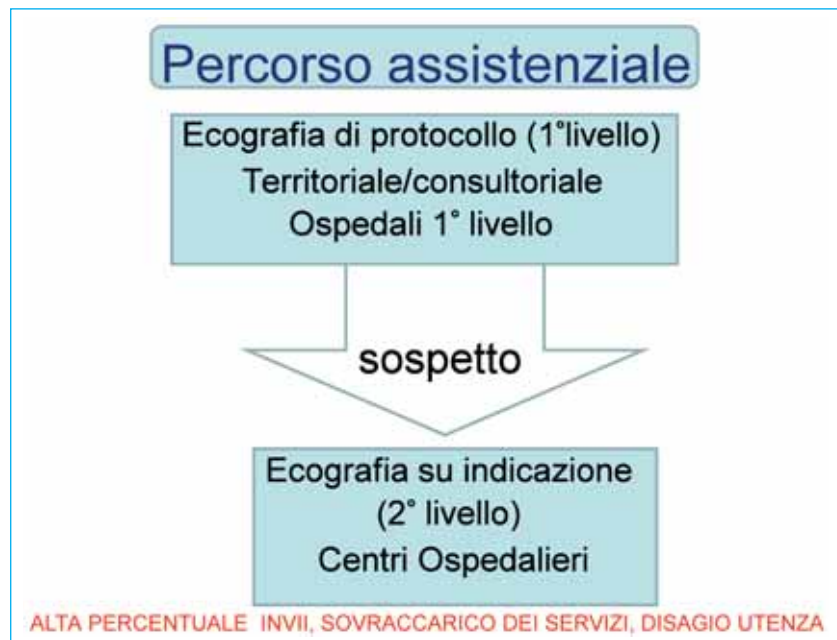 Percorso assistenziale
Ecografia di protocollo (1°livello)
Territoriale/consultoriale
Ospedali 1° livello
sospetto
Ecografia su indicazione
(2° livello)
Centri Ospedalieri
ALTA PERCENTUALE INVII, SOVRACCARICO DEI SERVIZI, DISAGIO UTENZA